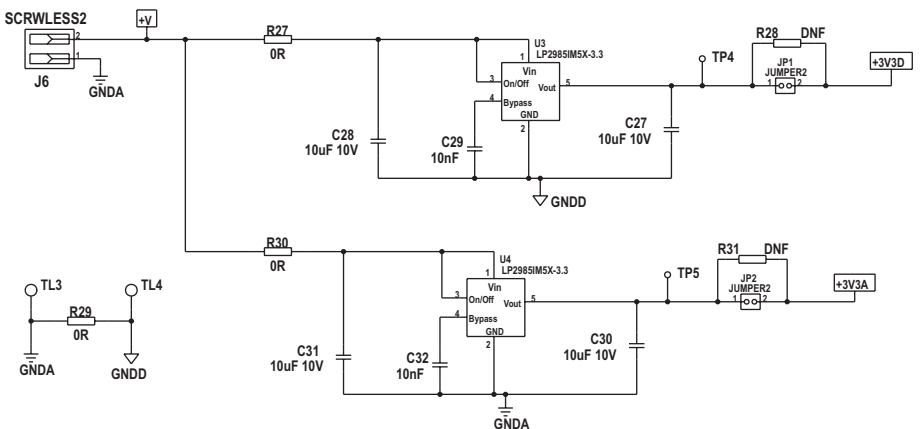 SCRWLESS2
+V
2
1
J6
GNDA
R27
0R
U3
LP2985IM5X-3.3
1
Vin
3
On/Off
Vout
5
4
Bypass
GND
2
C28
10uF 10V
C29
10nF
C27
10uF 10V
GNDD
TP4
R28
DNF
JP1
JUMPER2
1
2
+3V3D
R30
0R
U4
LP2985IM5X-3.3
1
Vin
3
On/Off
Vout
5
4
Bypass
GND
2
C31
10uF 10V
C32
10nF
C30
10uF 10V
GNDA
TP5
R31
DNF
JP2
JUMPER2
1
2
+3V3A
TL3
TL4
R29
0R
GNDA
GNDD